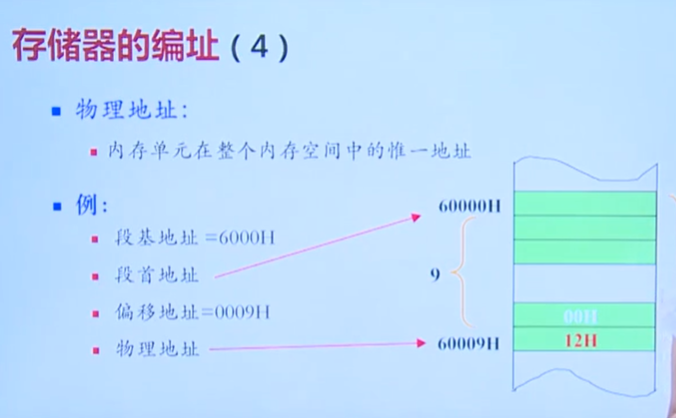 存储器的编址（4）
物理地址：
内存单元在整个内存空间中的惟一地址
例：
段基地址 =6000H
段首地址
偏移地址=0009H
物理地址
60000H
9
00H
60009H
12H